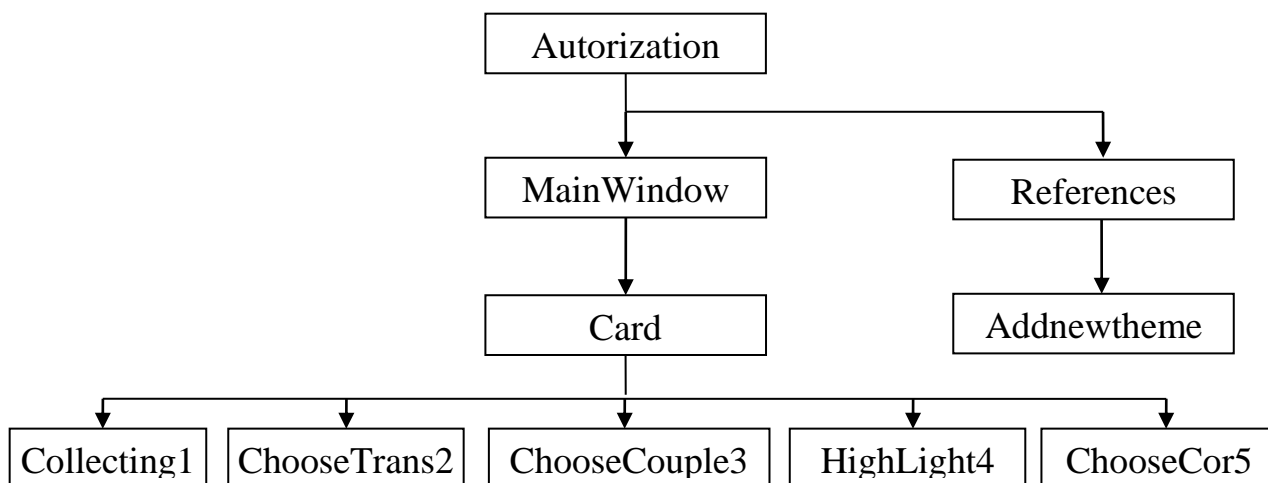 Autorization
MainWindow
References
Card
Addnewtheme
Collecting1
ChooseTrans2
ChooseCouple3
HighLight4
ChooseCor5